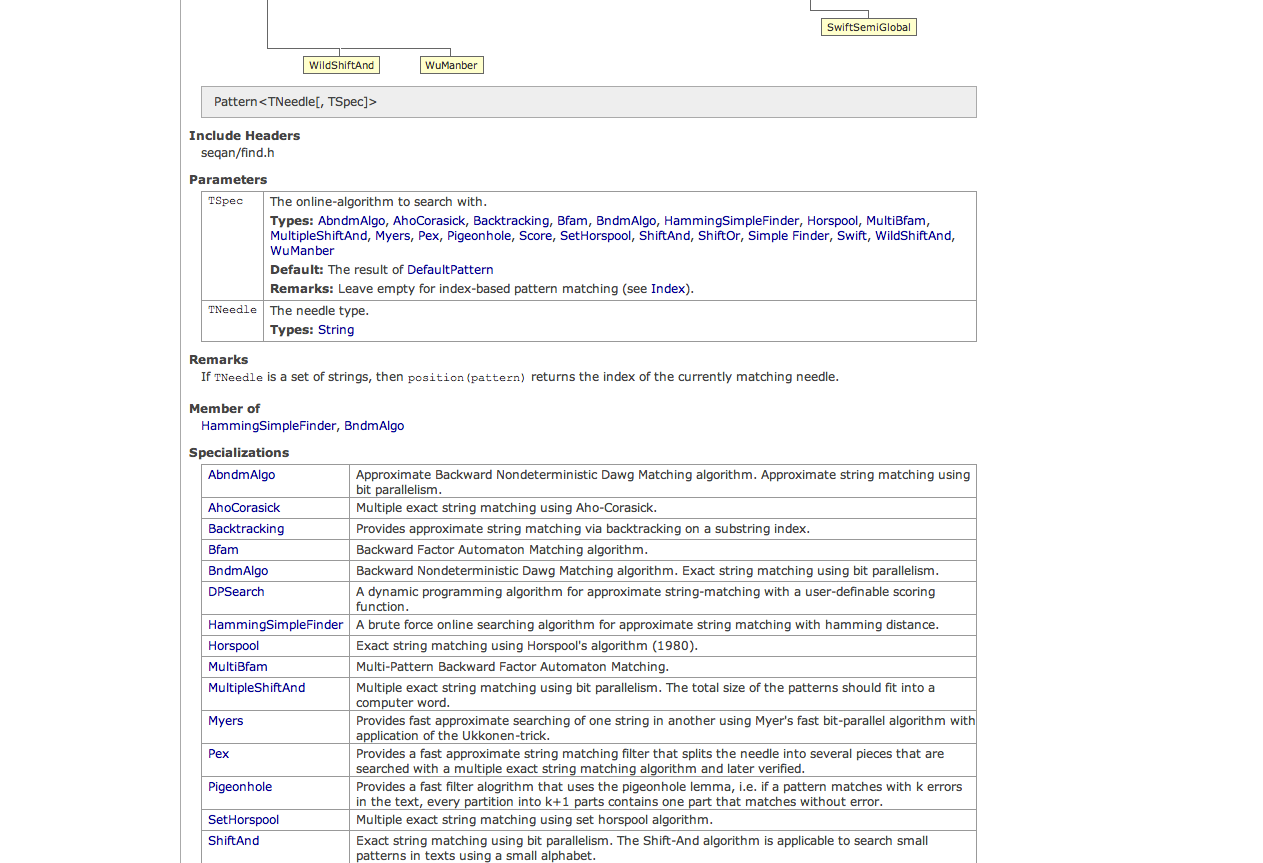 SwiftSemiGlobal
WildShiftAnd WuManber
Pattern<TNeedle[, TSpec]>
Include Headers
seqan/find.h
Parameters
TSpec The online-algorithm to search with.
Types: AbndmAlgo, AhoCorasick, Backtracking, Bfam, BndmAlgo, HammingSimpleFinder, Horspool, MultiBfam,
MultipleShiftAnd, Myers, Pex, Pigeonhole, Score, SetHorspool, ShiftAnd, ShiftOr, Simple Finder, Swift, WildShiftAnd,
WuManber
Default: The result of DefaultPattern
Remarks: Leave empty for index-based pattern matching (see Index).
TNeedle The needle type.
Types: String
Remarks
If TNeedle is a set of strings, then position(pattern) returns the index of the currently matching needle.
Member of
HammingSimpleFinder, BndmAlgo
Specializations
AbndmAlgo Approximate Backward Nondeterministic Dawg Matching algorithm. Approximate string matching using
bit parallelism.
AhoCorasick Multiple exact string matching using Aho-Corasick.
Backtracking Provides approximate string matching via backtracking on a substring index.
Bfam Backward Factor Automaton Matching algorithm.
BndmAlgo Backward Nondeterministic Dawg Matching algorithm. Exact string matching using bit parallelism.
DPSearch A dynamic programming algorithm for approximate string-matching with a user-definable scoring
function.
HammingSimpleFinder A brute force online searching algorithm for approximate string matching with hamming distance.
Horspool Exact string matching using Horspool's algorithm (1980).
MultiBfam Multi-Pattern Backward Factor Automaton Matching.
MultipleShiftAnd Multiple exact string matching using bit parallelism. The total size of the patterns should fit into a
computer word.
Myers Provides fast approximate searching of one string in another using Myer's fast bit-parallel algorithm with
application of the Ukkonen-trick.
Pex Provides a fast approximate string matching filter that splits the needle into several pieces that are
searched with a multiple exact string matching algorithm and later verified.
Pigeonhole Provides a fast filter alogrithm that uses the pigeonhole lemma, i.e. if a pattern matches with k errors
in the text, every partition into k+1 parts contains one part that matches without error.
SetHorspool Multiple exact string matching using set horspool algorithm.
ShiftAnd Exact string matching using bit parallelism. The Shift-And algorithm is applicable to search small
patterns in texts using a small alphabet.